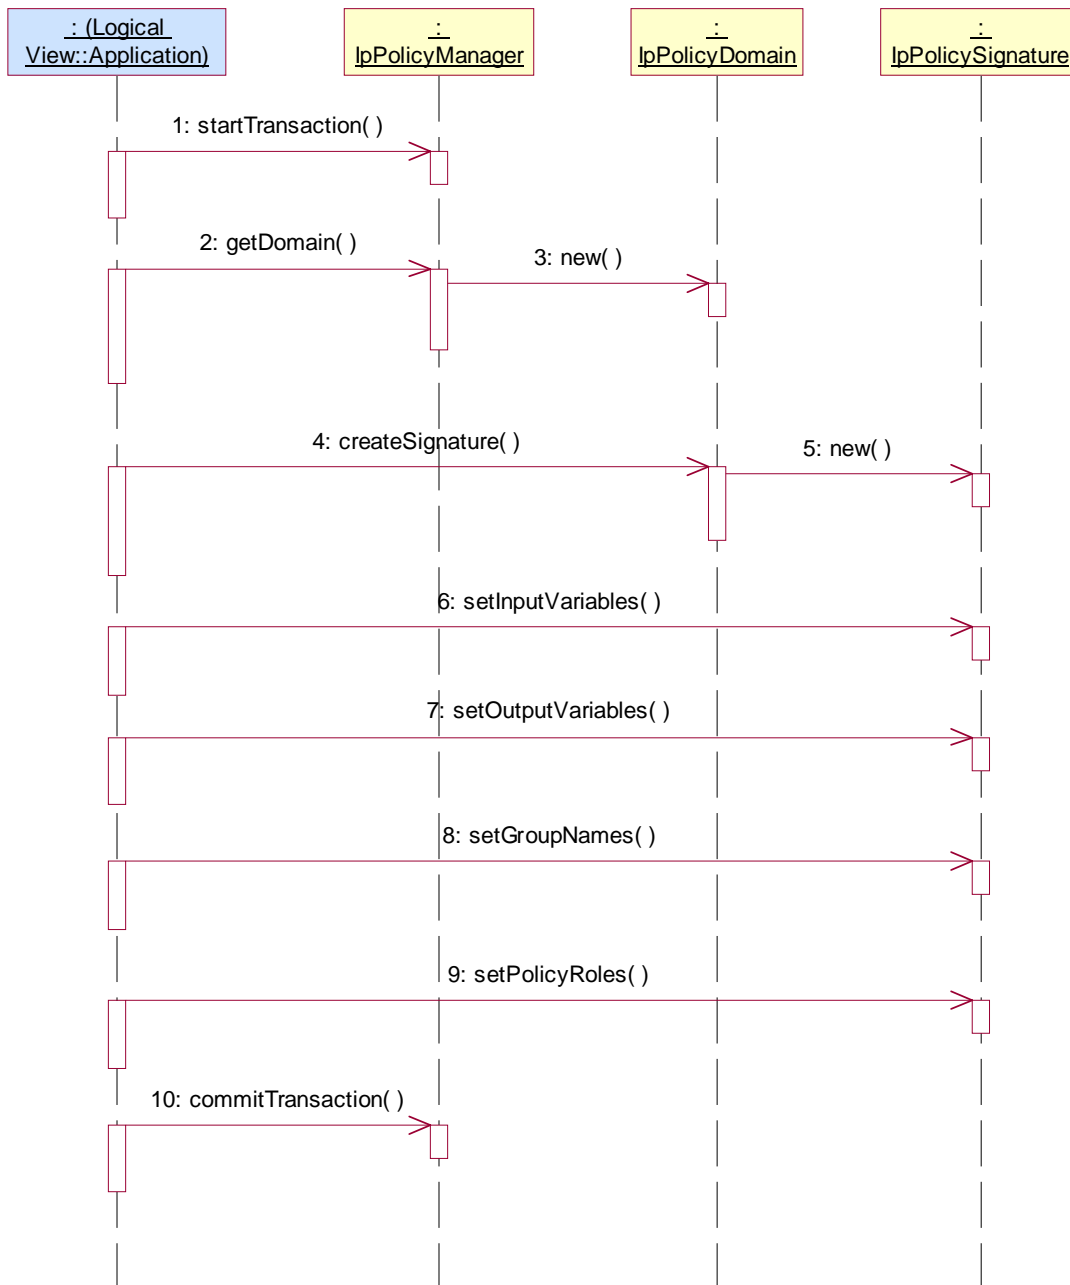 : (Logical
View::Application)
:
IpPolicyManager
:
IpPolicyDomain
:
IpPolicySignature
1: startTransaction( )
2: getDomain( )
3: new( )
4: createSignature( )
5: new( )
6: setInputVariables( )
7: setOutputVariables( )
8: setGroupNames( )
9: setPolicyRoles( )
10: commitTransaction( )